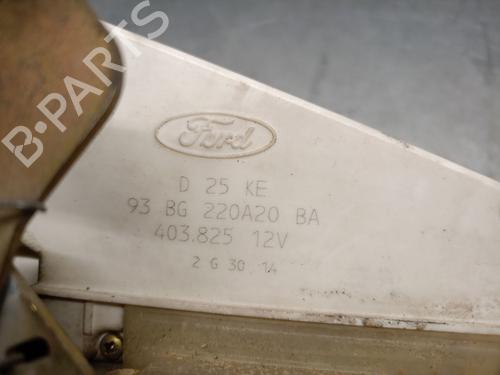 B-PARTS
Ford
D 25 KE
93 BG 220A20 BA
403.825 12V
2 G 30 14